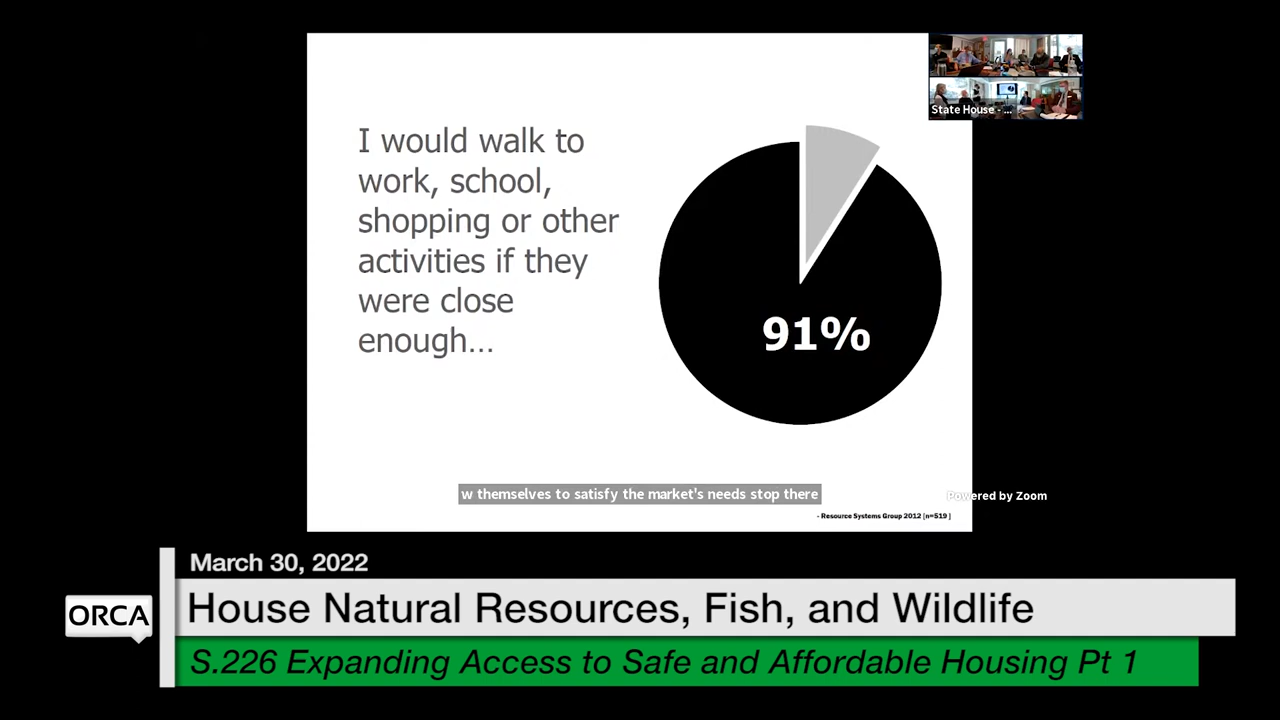 State House - ...
I would walk to
work, school,
shopping or other
activities if they
were close
enough...
91%
w themselves to satisfy the market's needs stop there
Powered by Zoom
- Resource Systems Group 2012 [n=519 ]
March 30, 2022
ORCA
House Natural Resources, Fish, and Wildlife
S.226 Expanding Access to Safe and Affordable Housing Pt 1